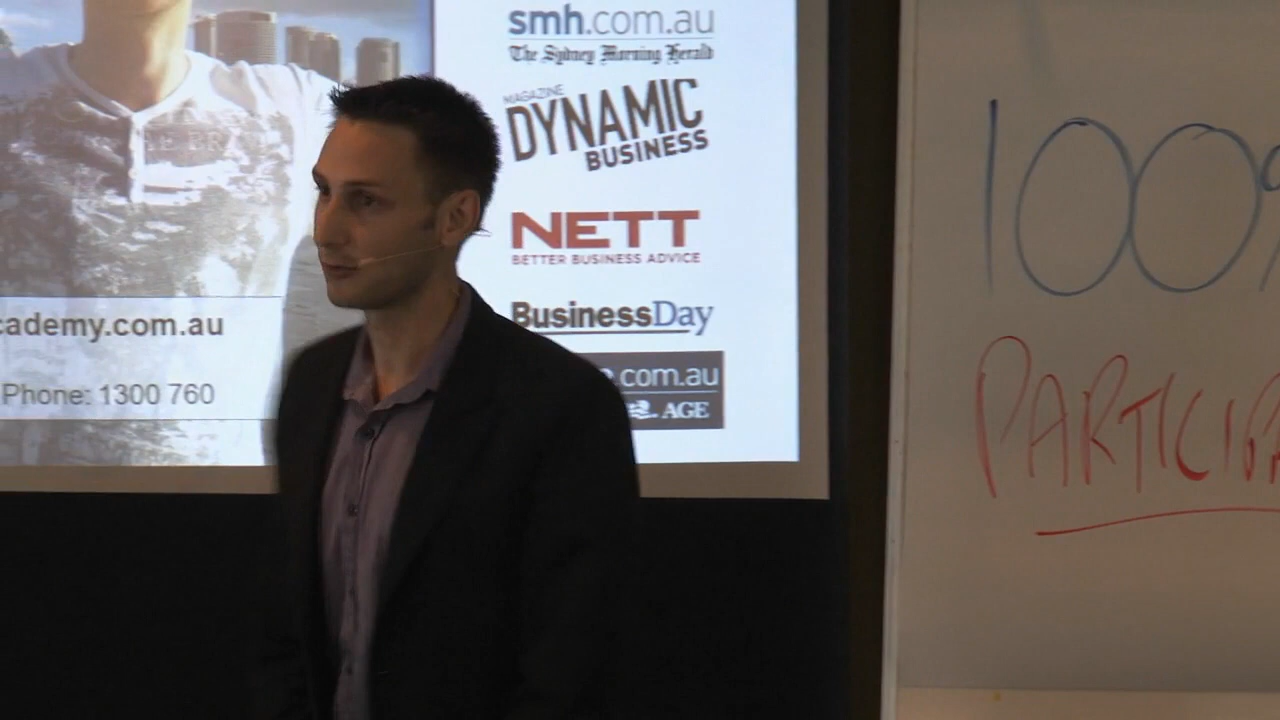 smh.com.au
The Sydney Morning Herald
MAGAZINE
DYNAMIC
BUSINESS
NETT
BETTER BUSINESS ADVICE
BusinessDay
.com.au
AGE
cademy.com.au
Phone: 1300 760
100%
PARTICIPA